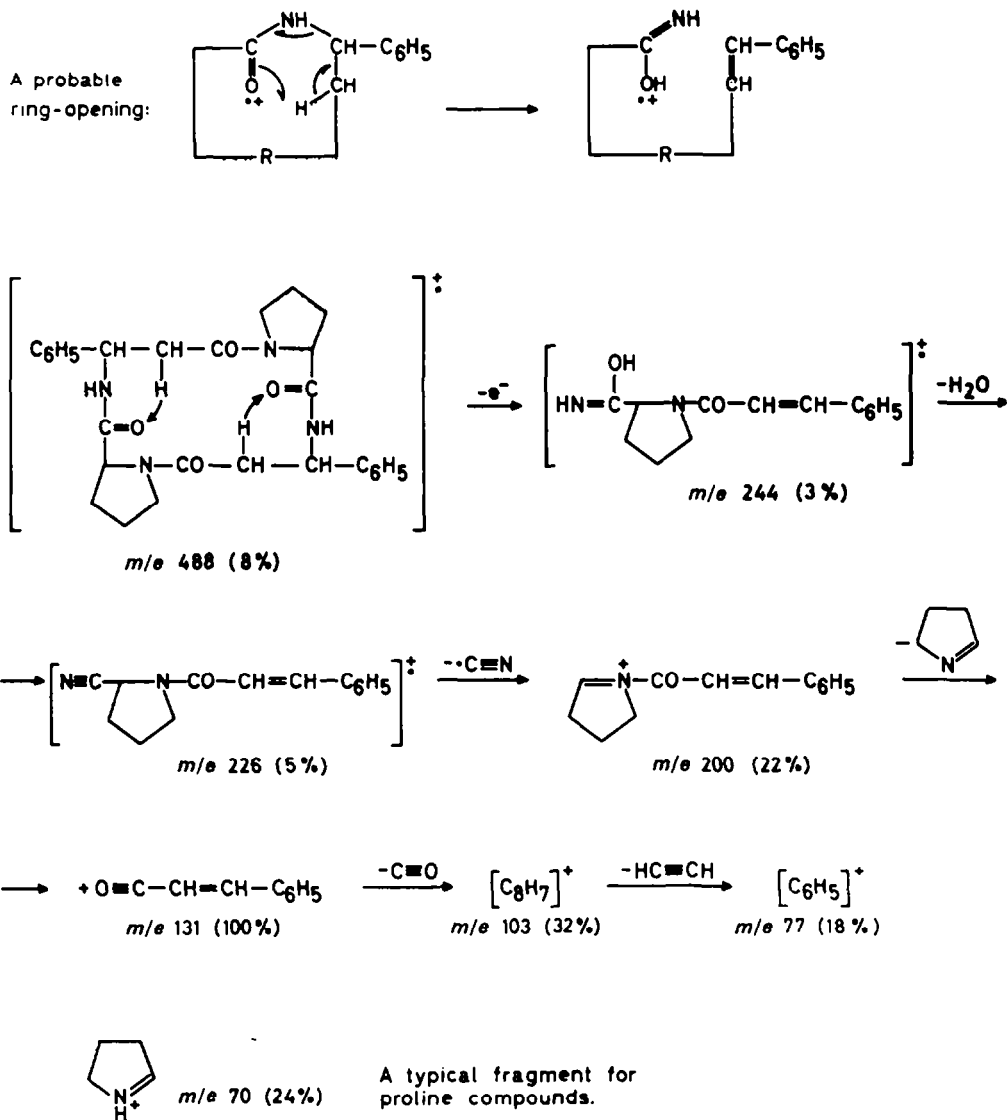 NH
C C₆H₅ C CH—C₆H₅
A probable ring-opening:
O •+ H CH OH •+ CH
R R
NH
C—C₆H₅
C₆H₅—CH—CH—CO—N •+
HN H O=C
C=O H NH
N—CO—CH—CH—C₆H₅
m/e 488 (8%)
-e⁻
OH
HN=C N—CO—CH=CH—C₆H₅ •+
m/e 244 (3%)
-H₂O
N≡C N—CO—CH=CH—C₆H₅ •+
m/e 226 (5%)
-•C≡N
N⁺—CO—CH=CH—C₆H₅
m/e 200 (22%)
- N
+O≡C—CH=CH—C₆H₅
m/e 131 (100%)
-C≡O
[C₈H₇]⁺
m/e 103 (32%)
-HC≡CH
[C₆H₅]⁺
m/e 77 (18%)
N H + m/e 70 (24%)
A typical fragment for
proline compounds.